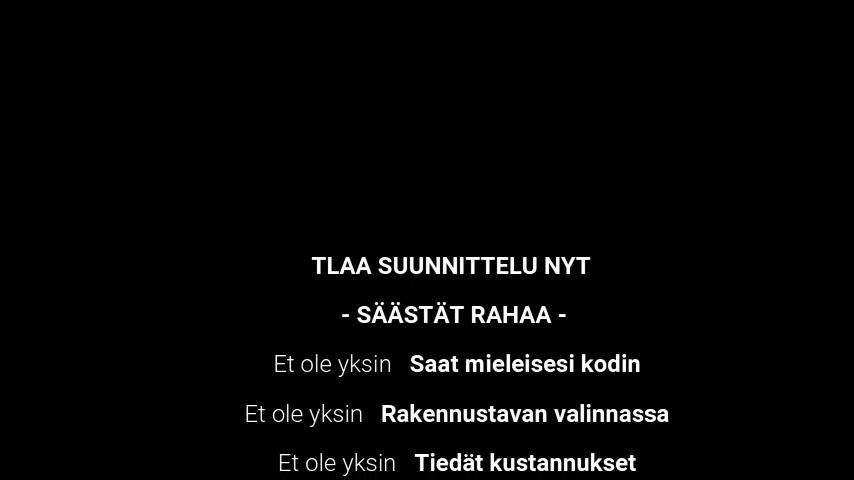 TLAA SUUNNITTELU NYT
- SÄÄSTÄT RAHAA -
Et ole yksin Saat mieleisesi kodin
Et ole yksin Rakennustavan valinnassa
Et ole yksin Tiedät kustannukset